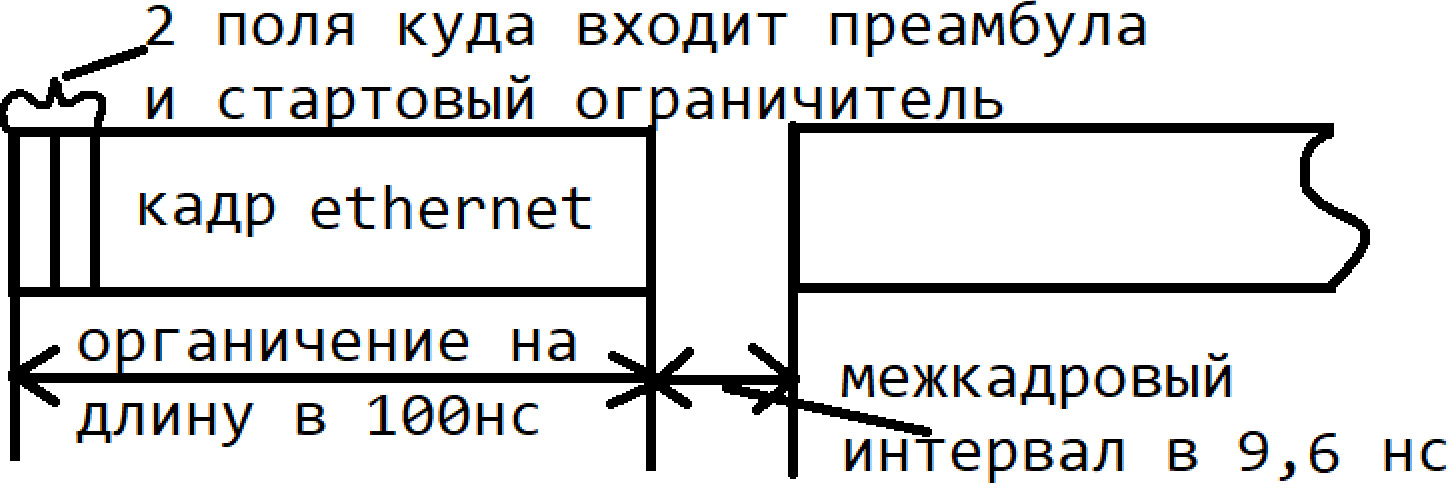 2 поля куда входит преамбула
и стартовый ограничитель
кадр ethernet
органичение на
длину в 100нс
межкадровый
интервал в 9,6 нс